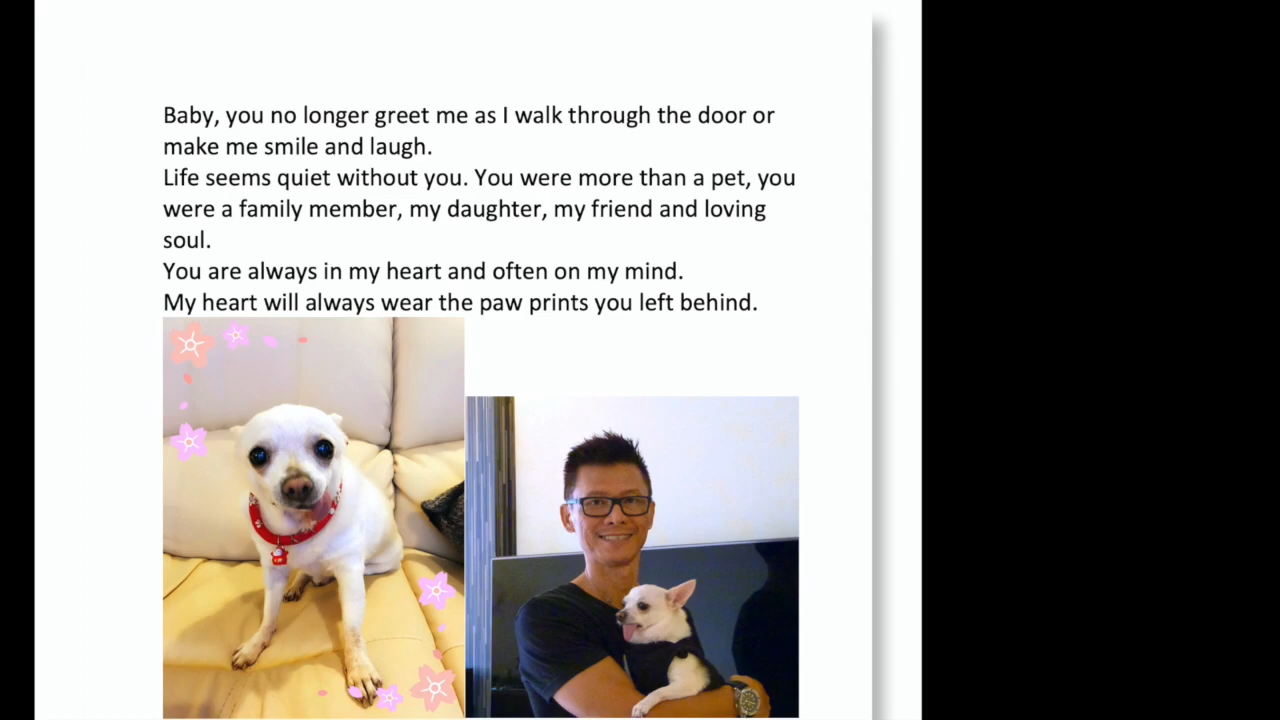 Baby, you no longer greet me as I walk through the door or
make me smile and laugh.
Life seems quiet without you. You were more than a pet, you
were a family member, my daughter, my friend and loving
soul.
You are always in my heart and often on my mind.
My heart will always wear the paw prints you left behind.